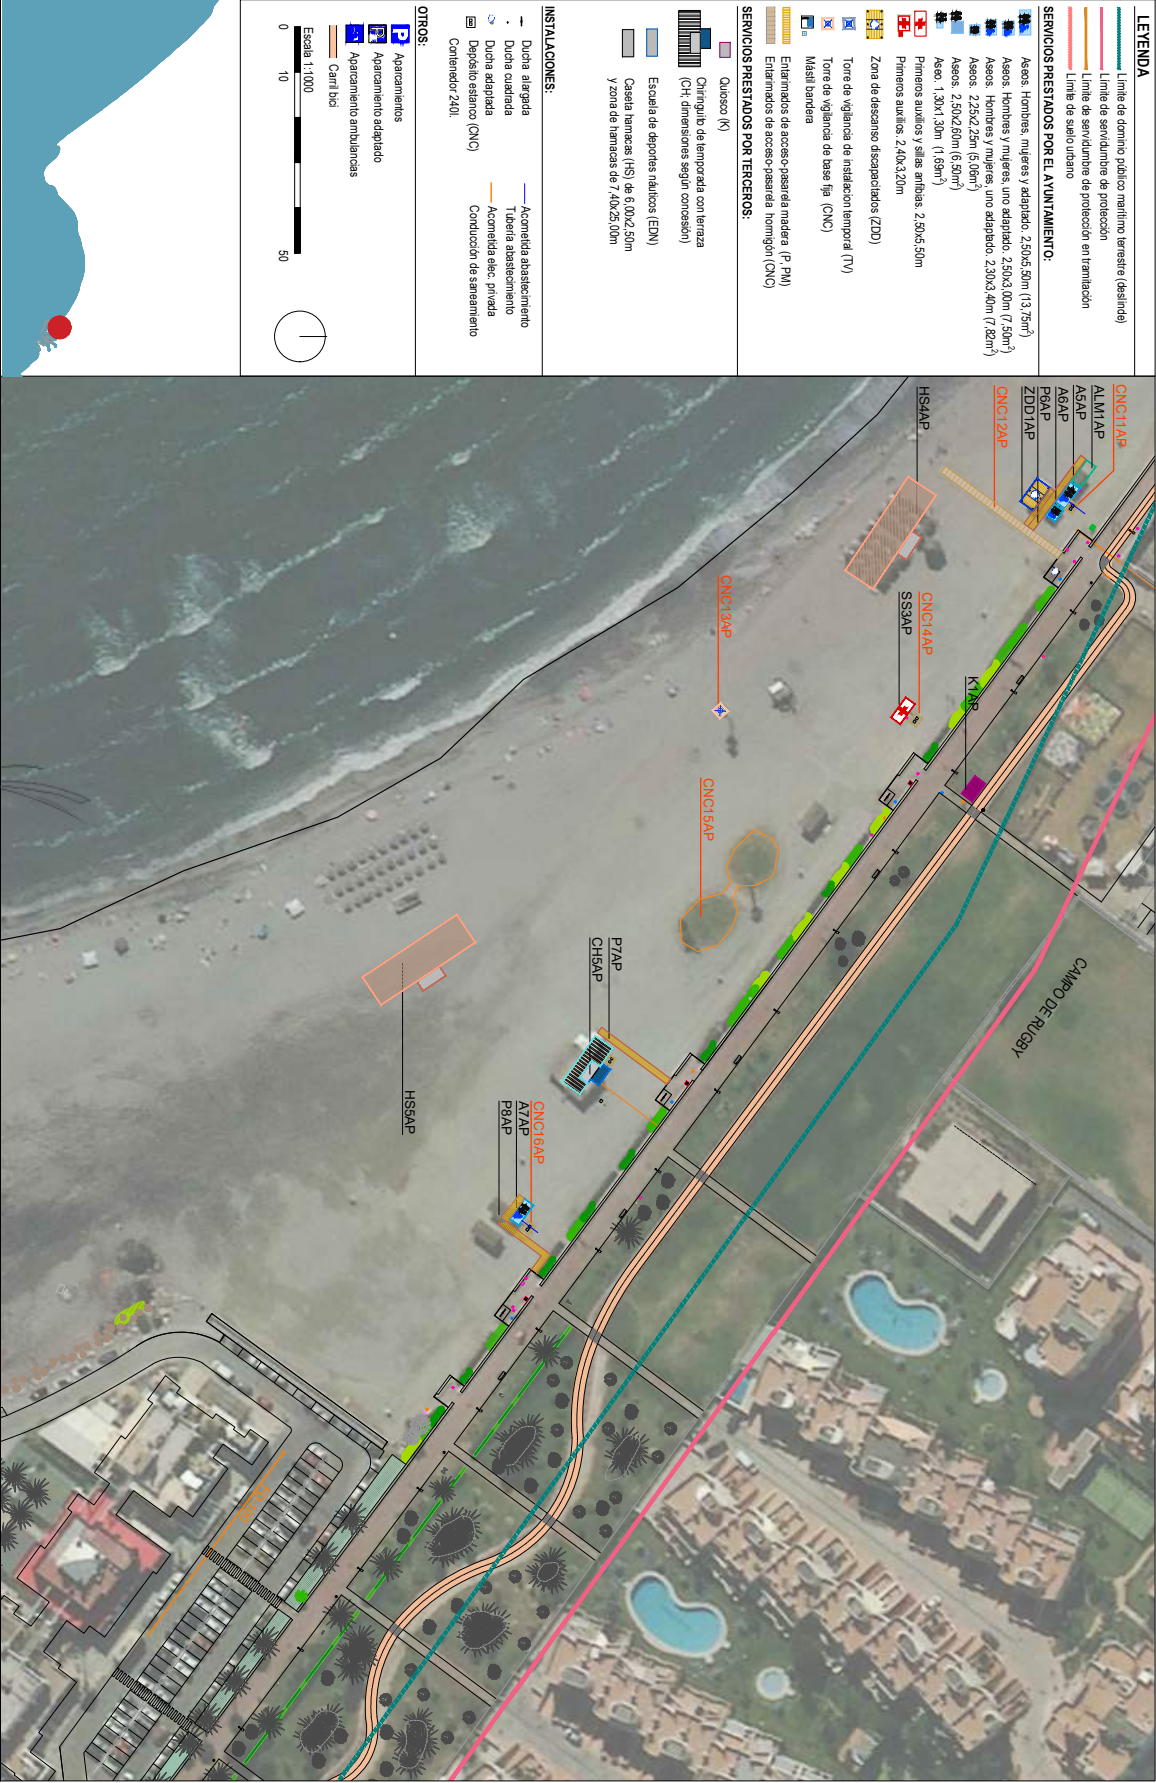 LEYENDA
Límite de dominio público marítimo terrestre (deslinde)
Límite de servidumbre de protección
Límite de servidumbre de protección en tramitación
Límite de suelo urbano
SERVICIOS PRESTADOS POR EL AYUNTAMIENTO:
Aseos. Hombres, mujeres y adaptado. 2,50x5,50m (13,75m²)
Aseos. Hombres y mujeres, uno adaptado. 2,50x3,00m (7,50m²)
Aseos. Hombres y mujeres, uno adaptado. 2,30x3,40m (7,82m²)
Aseos. 2,25x2,25m (5,06m²)
Aseos. 2,50x2,60m (6,50m²)
Aseo. 1,30x1,30m (1,69m²)
Primeros auxilios y sillas anfibias. 2,50x5,50m
Primeros auxilios. 2,40x3,20m
Zona de descanso discapacitados (ZDD)
Torre de vigilancia de instalacion temporal (TV)
Torre de vigilancia de base fija (CNC)
Mástil bandera
Entarimados de acceso-pasarela madera (P, PM)
Entarimados de acceso-pasarela hormigón (CNC)
SERVICIOS PRESTADOS POR TERCEROS:
Quiosco (K)
Chiringuito de temporada con terraza
(CH; dimensiones según concesión)
Escuela de deportes náuticos (EDN)
Caseta hamacas (HS) de 6,00x2,50m
y zona de hamacas de 7,40x25,00m
INSTALACIONES:
Ducha alargada
Ducha cuadrada
Ducha adaptada
Depósito estanco (CNC)
Contenedor 240l.
Acometida abastecimiento
Tubería abastecimiento
Acometida elec. privada
Conducción de saneamiento
OTROS:
P
Aparcamientos
Aparcamiento adaptado
Aparcamiento ambulancias
Carril bici
Escala 1:1000
0 10 50
CNC11AP
ALM1AP
A5AP
A6AP
P6AP
ZDD1AP
CNC12AP
HS4AP
CNC14AP
SS3AP
CNC13AP
K1AP
CNC15AP
P7AP
CH5AP
HS5AP
CNC16AP
A7AP
P8AP
CAMPO DE RUGBY